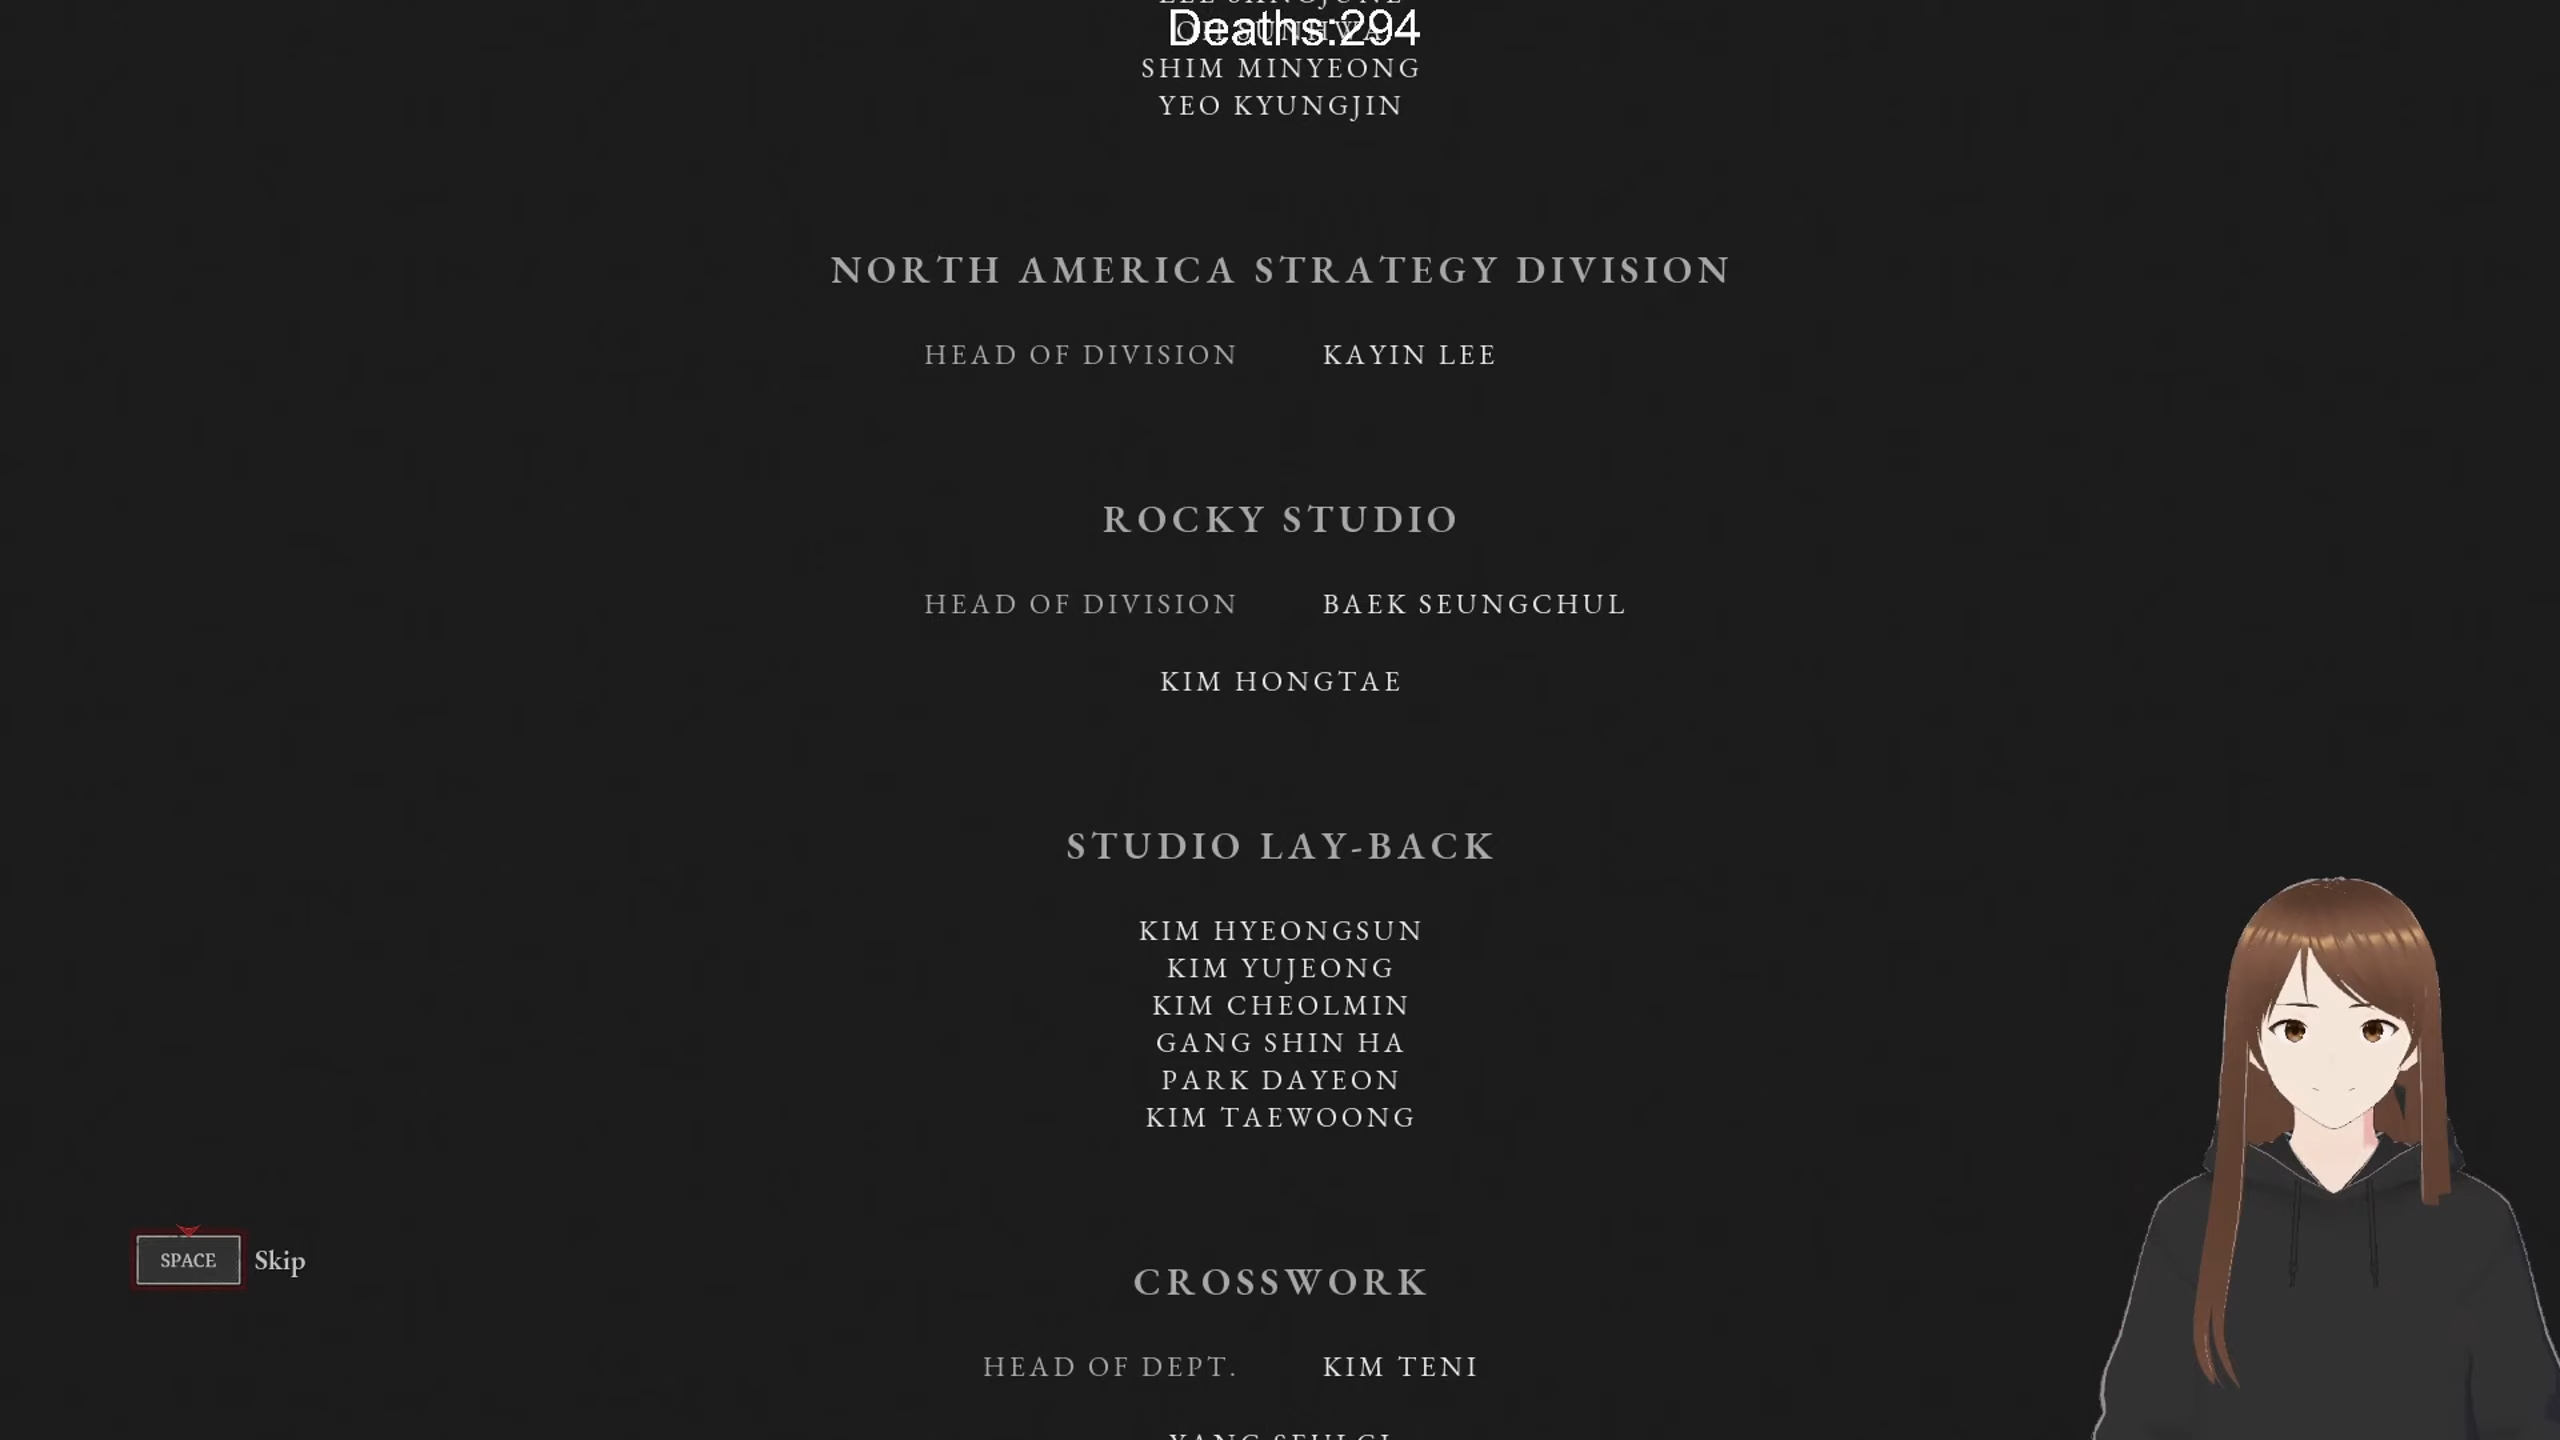 Deaths:294
SHIM MINYEONG
YEO KYUNGJIN
NORTH AMERICA STRATEGY DIVISION
HEAD OF DIVISION KAYIN LEE
ROCKY STUDIO
HEAD OF DIVISION BAEK SEUNGCHUL
KIM HONGTAE
STUDIO LAY-BACK
KIM HYEONGSUN
KIM YUJEONG
KIM CHEOLMIN
GANG SHIN HA
PARK DAYEON
KIM TAEWOONG
SPACE Skip
CROSSWORK
HEAD OF DEPT. KIM TENI